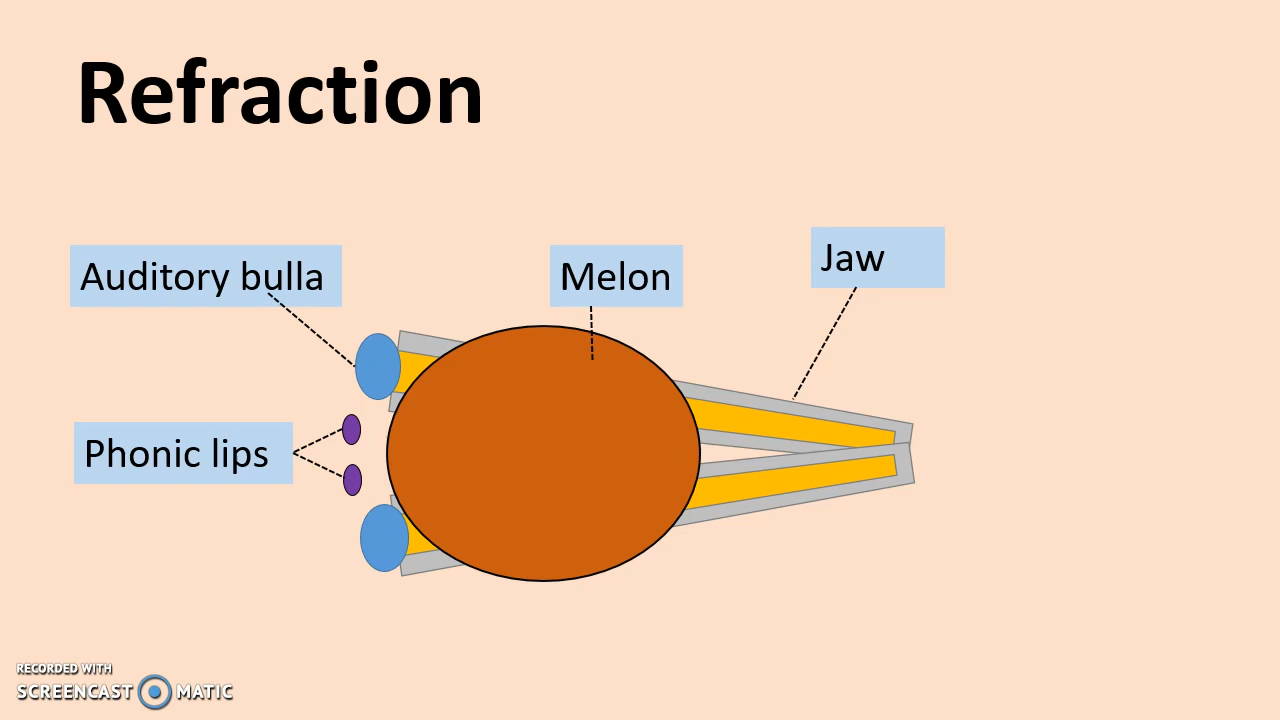 Refraction
Jaw
Auditory bulla
Melon
Phonic lips
RECORDED WITH
SCREENCAST MATIC